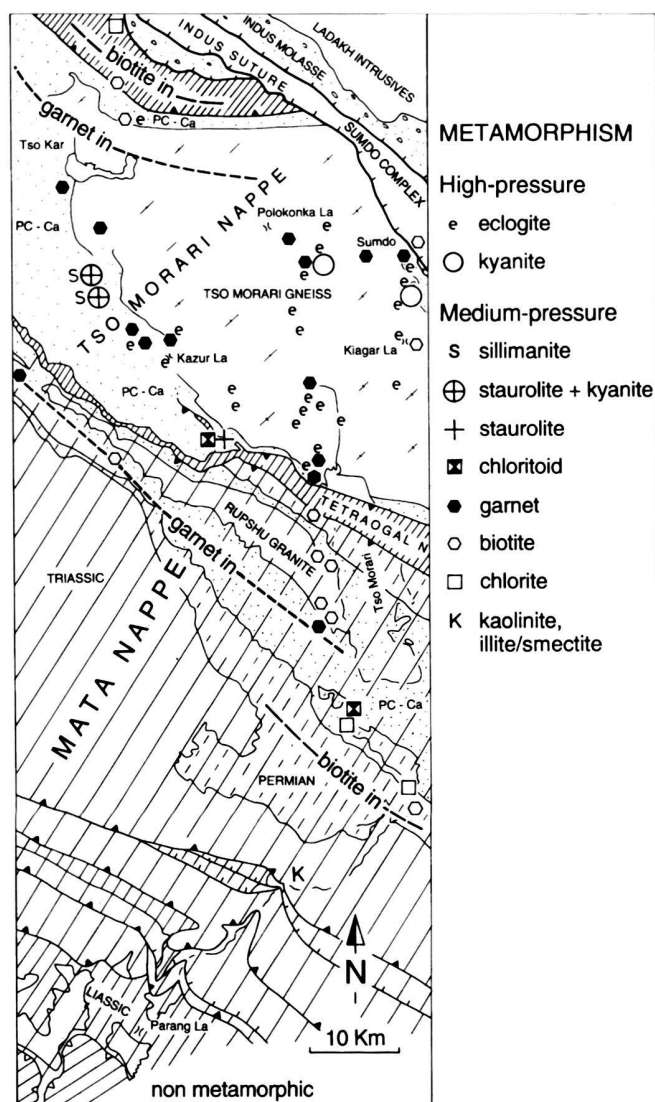 LADAKH INTRUSIVES
INDUS MOLASSE
INDUS SUTURE
SUMDO COMPLEX
biotite in
e PC - Ca
garnet in
Tso Kar
TSO MORARI NAPPE
PC - Ca
Polokonka La
e
Sumdo
e
e
e
e
e
e
S
S
TSO MORARI GNEISS
e
e
e
e
e
Kazur La
e
Kiagar La
PC - Ca
e
e
e
e
e
e
e
e
e
TETRAOGAL N
RUPSHU GRANITE
garnet in
Tso Morari
TRIASSIC
MATA NAPPE
PC - Ca
biotite in
PERMIAN
K
N
LIASSIC
Parang La
10 Km
non metamorphic
METAMORPHISM
High-pressure
e eclogite
kyanite
Medium-pressure
S sillimanite
staurolite + kyanite
staurolite
chloritoid
garnet
biotite
chlorite
K kaolinite,
illite/smectite